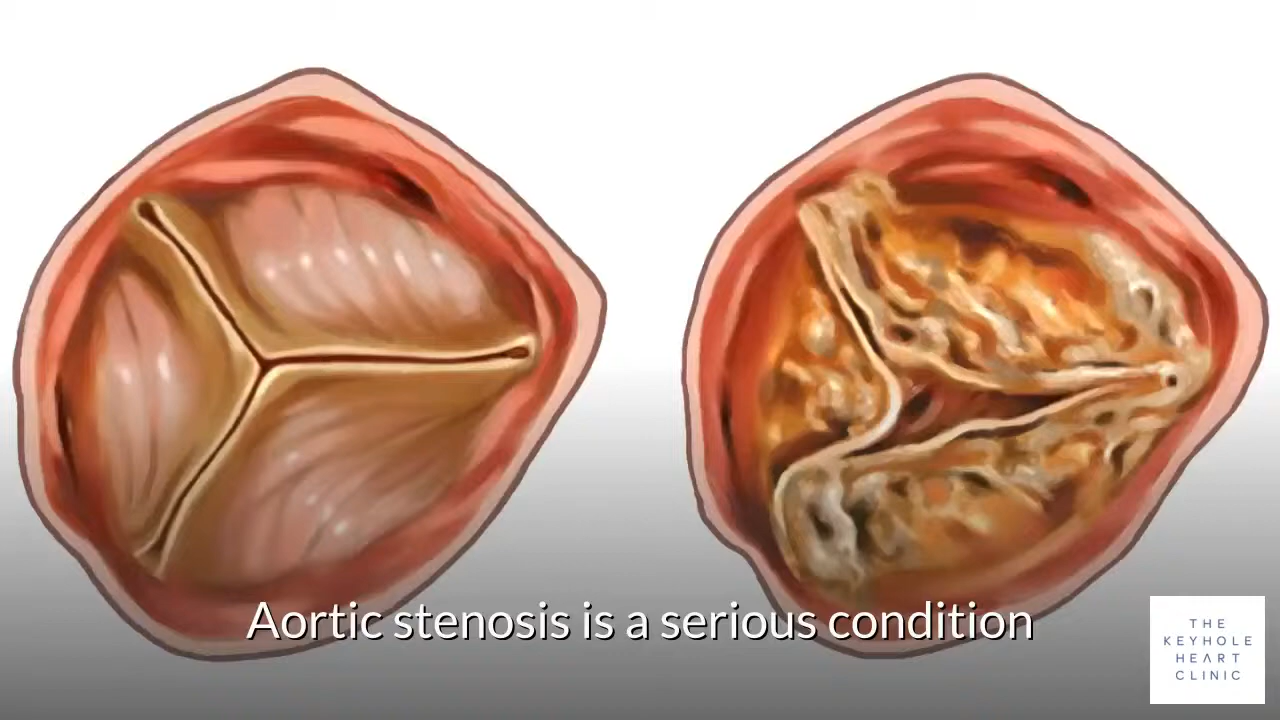 Aortic stenosis is a serious condition
THE
KEYHOLE
HEART
CLINIC